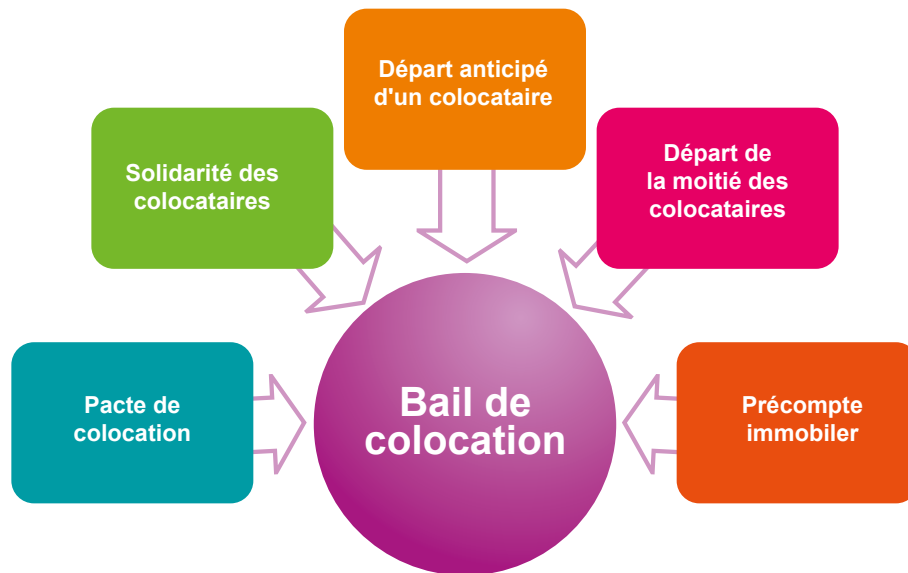 Départ anticipé
d'un colocataire
Solidarité des
colocataires
Départ de
la moitié des
colocataires
Pacte de
colocation
Bail de
colocation
Précompte
immobiler